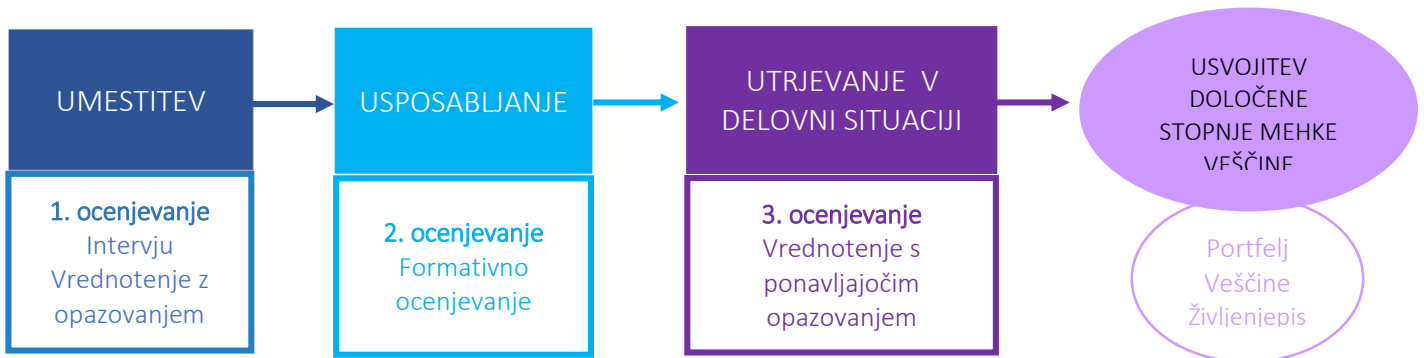 UMESTITEV
1. ocenjevanje
Intervju
Vrednotenje z
opazovanjem
USPOSABLJANJE
2. ocenjevanje
Formativno
ocenjevanje
UTRJEVANJE V
DELOVNI SITUACIJI
3. ocenjevanje
Vrednotenje s
ponavljajočim
opazovanjem
USVOJITEV
DOLOČENE
STOPNJE MEHKE
VEŠČINE
Portfelj
Veščine
Življenjepis